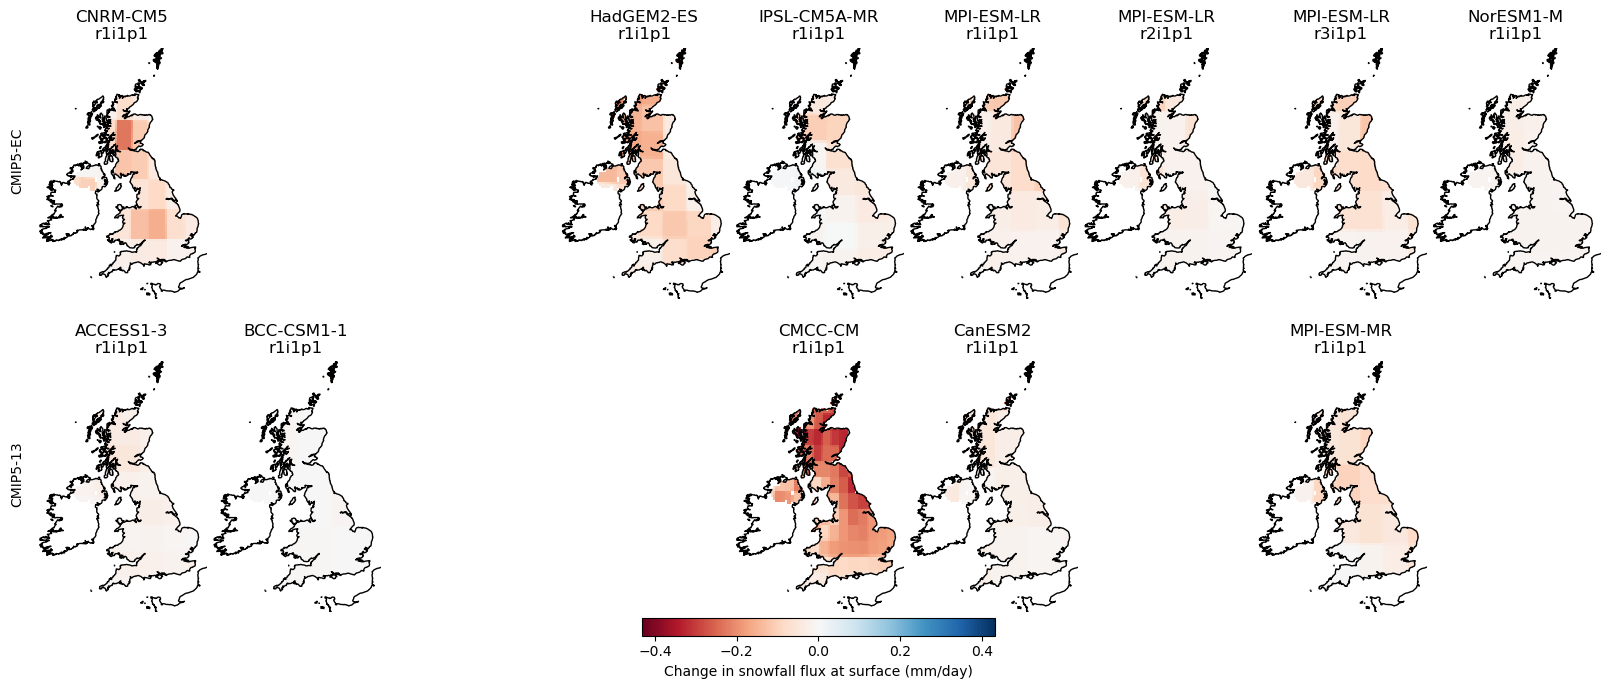 CNRM-CM5
r1i1p1
HadGEM2-ES
r1i1p1
IPSL-CM5A-MR
r1i1p1
MPI-ESM-LR
r1i1p1
MPI-ESM-LR
r2i1p1
MPI-ESM-LR
r3i1p1
NorESM1-M
r1i1p1
CMIP5-EC
ACCESS1-3
r1i1p1
BCC-CSM1-1
r1i1p1
CMCC-CM
r1i1p1
CanESM2
r1i1p1
MPI-ESM-MR
r1i1p1
CMIP5-13
−0.4 −0.2 0.0 0.2 0.4
Change in snowfall flux at surface (mm/day)